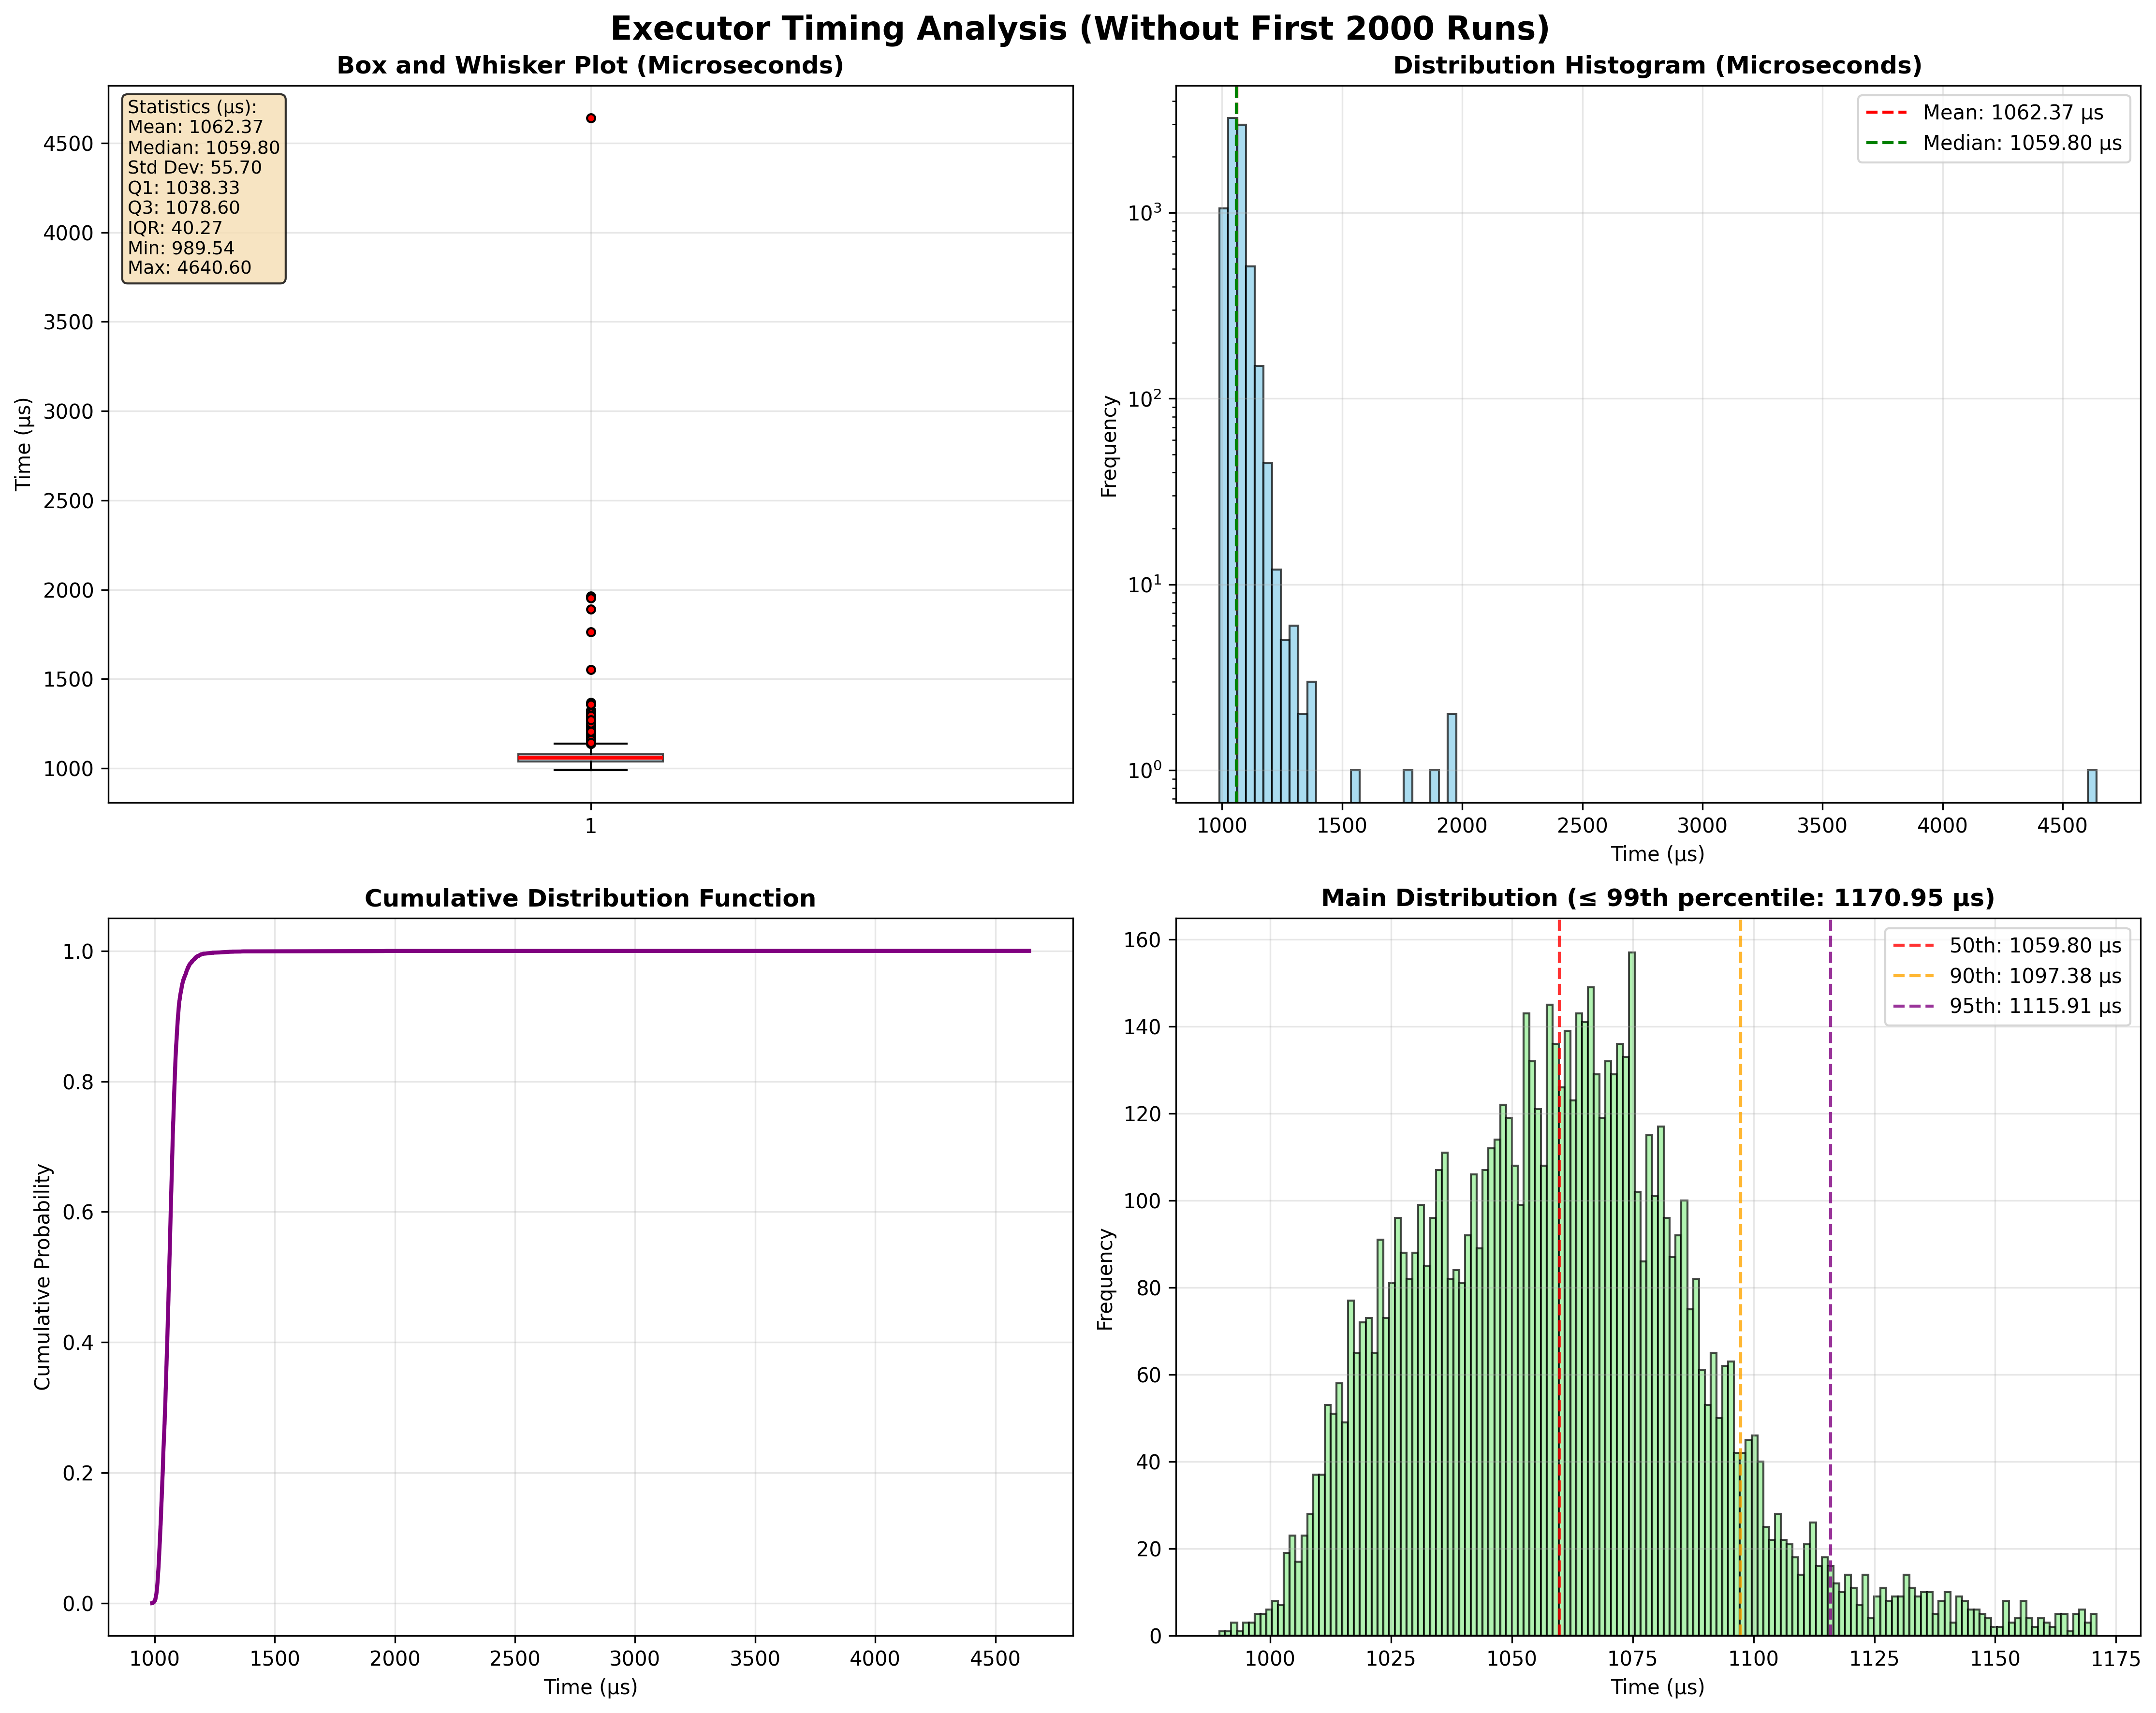 Executor Timing Analysis (Without First 2000 Runs)
Box and Whisker Plot (Microseconds)
Statistics (µs):
Mean: 1062.37
Median: 1059.80
Std Dev: 55.70
Q1: 1038.33
Q3: 1078.60
IQR: 40.27
Min: 989.54
Max: 4640.60
Time (µs)
4500
4000
3500
3000
2500
2000
1500
1000
1
Distribution Histogram (Microseconds)
Mean: 1062.37 µs
Median: 1059.80 µs
Frequency
10³
10²
10¹
10⁰
1000 1500 2000 2500 3000 3500 4000 4500
Time (µs)
Cumulative Distribution Function
Cumulative Probability
1.0
0.8
0.6
0.4
0.2
0.0
1000 1500 2000 2500 3000 3500 4000 4500
Time (µs)
Main Distribution (≤ 99th percentile: 1170.95 µs)
50th: 1059.80 µs
90th: 1097.38 µs
95th: 1115.91 µs
Frequency
160
140
120
100
80
60
40
20
0
1000 1025 1050 1075 1100 1125 1150 1175
Time (µs)